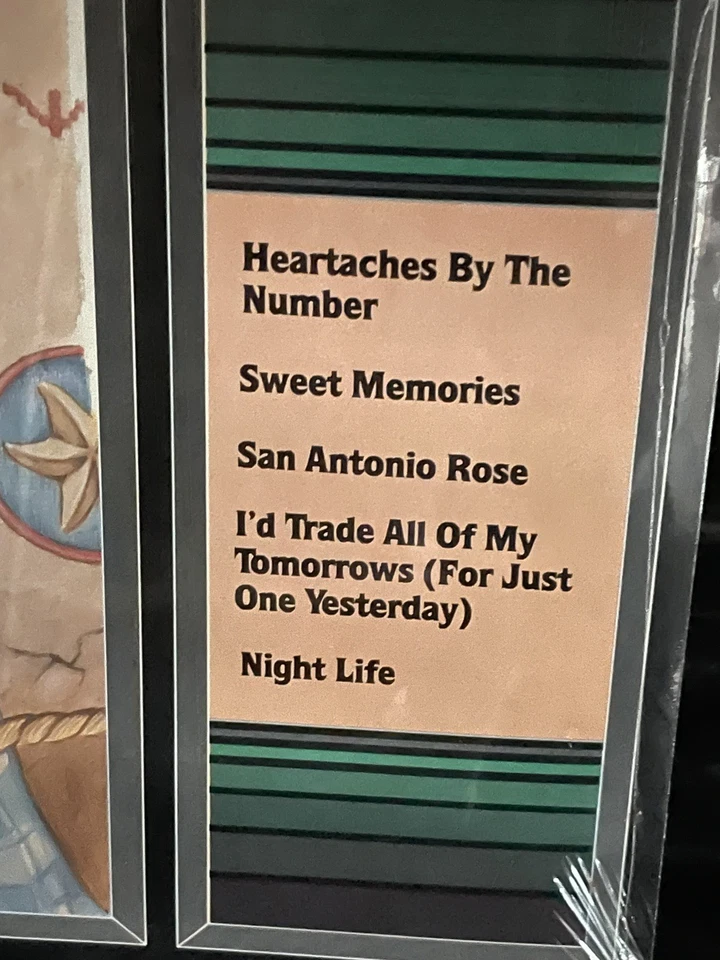 Heartaches By The
Number
Sweet Memories
San Antonio Rose
I'd Trade All Of My
Tomorrows (For Just
One Yesterday)
Night Life